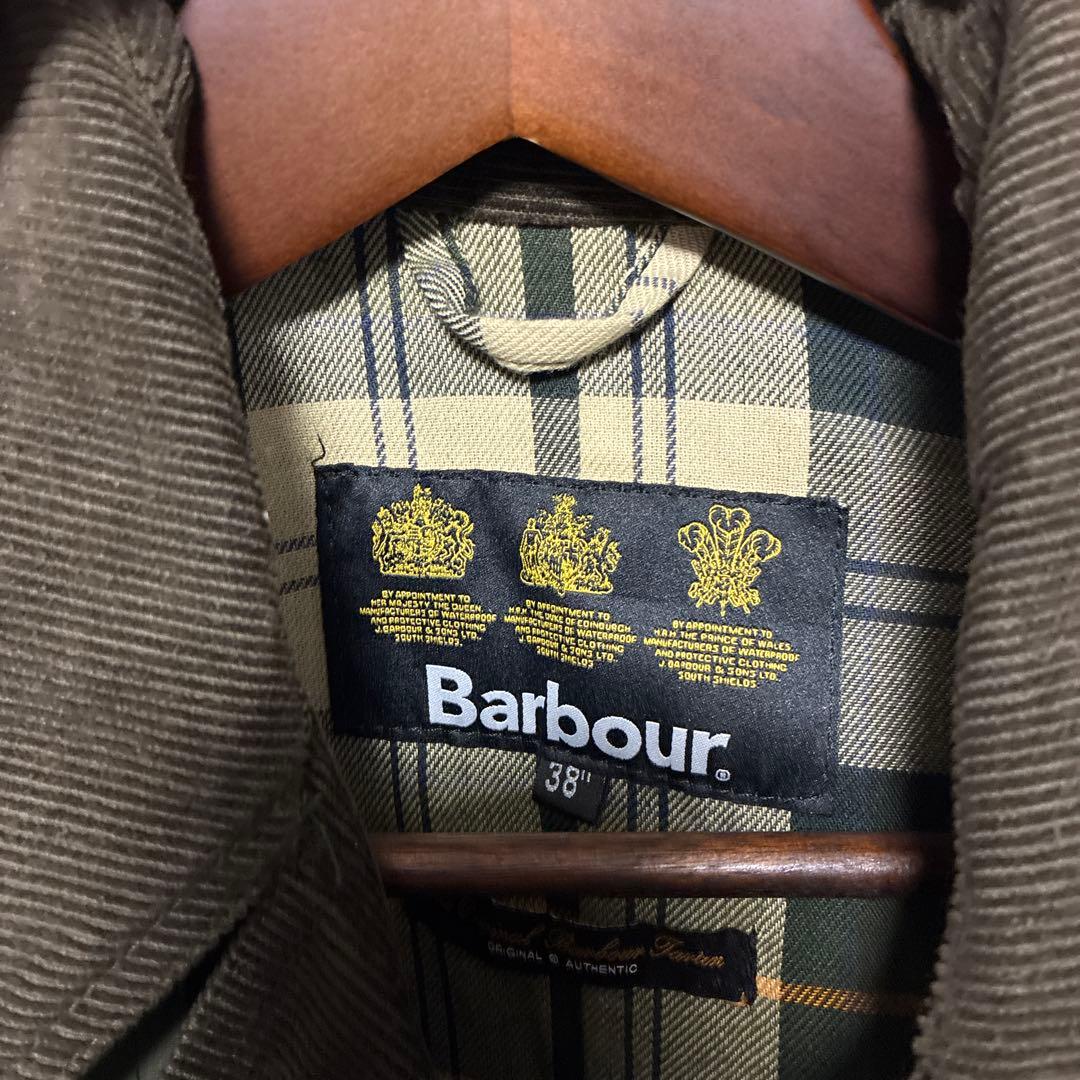 BY APPOINTMENT TO
HER MAJESTY THE QUEEN
MANUFACTURERS OF WATERPROOF
AND PROTECTIVE CLOTHING
J. BARBOUR & SONS LTD.
SOUTH SHIELDS
BY APPOINTMENT TO
H.R.H. THE DUKE OF EDINBURGH
MANUFACTURERS OF WATERPROOF
AND PROTECTIVE CLOTHING
J. BARBOUR & SONS LTD.
SOUTH SHIELDS
BY APPOINTMENT TO
H.R.H. THE PRINCE OF WALES
MANUFACTURERS OF WATERPROOF
AND PROTECTIVE CLOTHING
J. BARBOUR & SONS LTD.
SOUTH SHIELDS
Barbour®
38"
Barbour Tartan
ORIGINAL ® AUTHENTIC